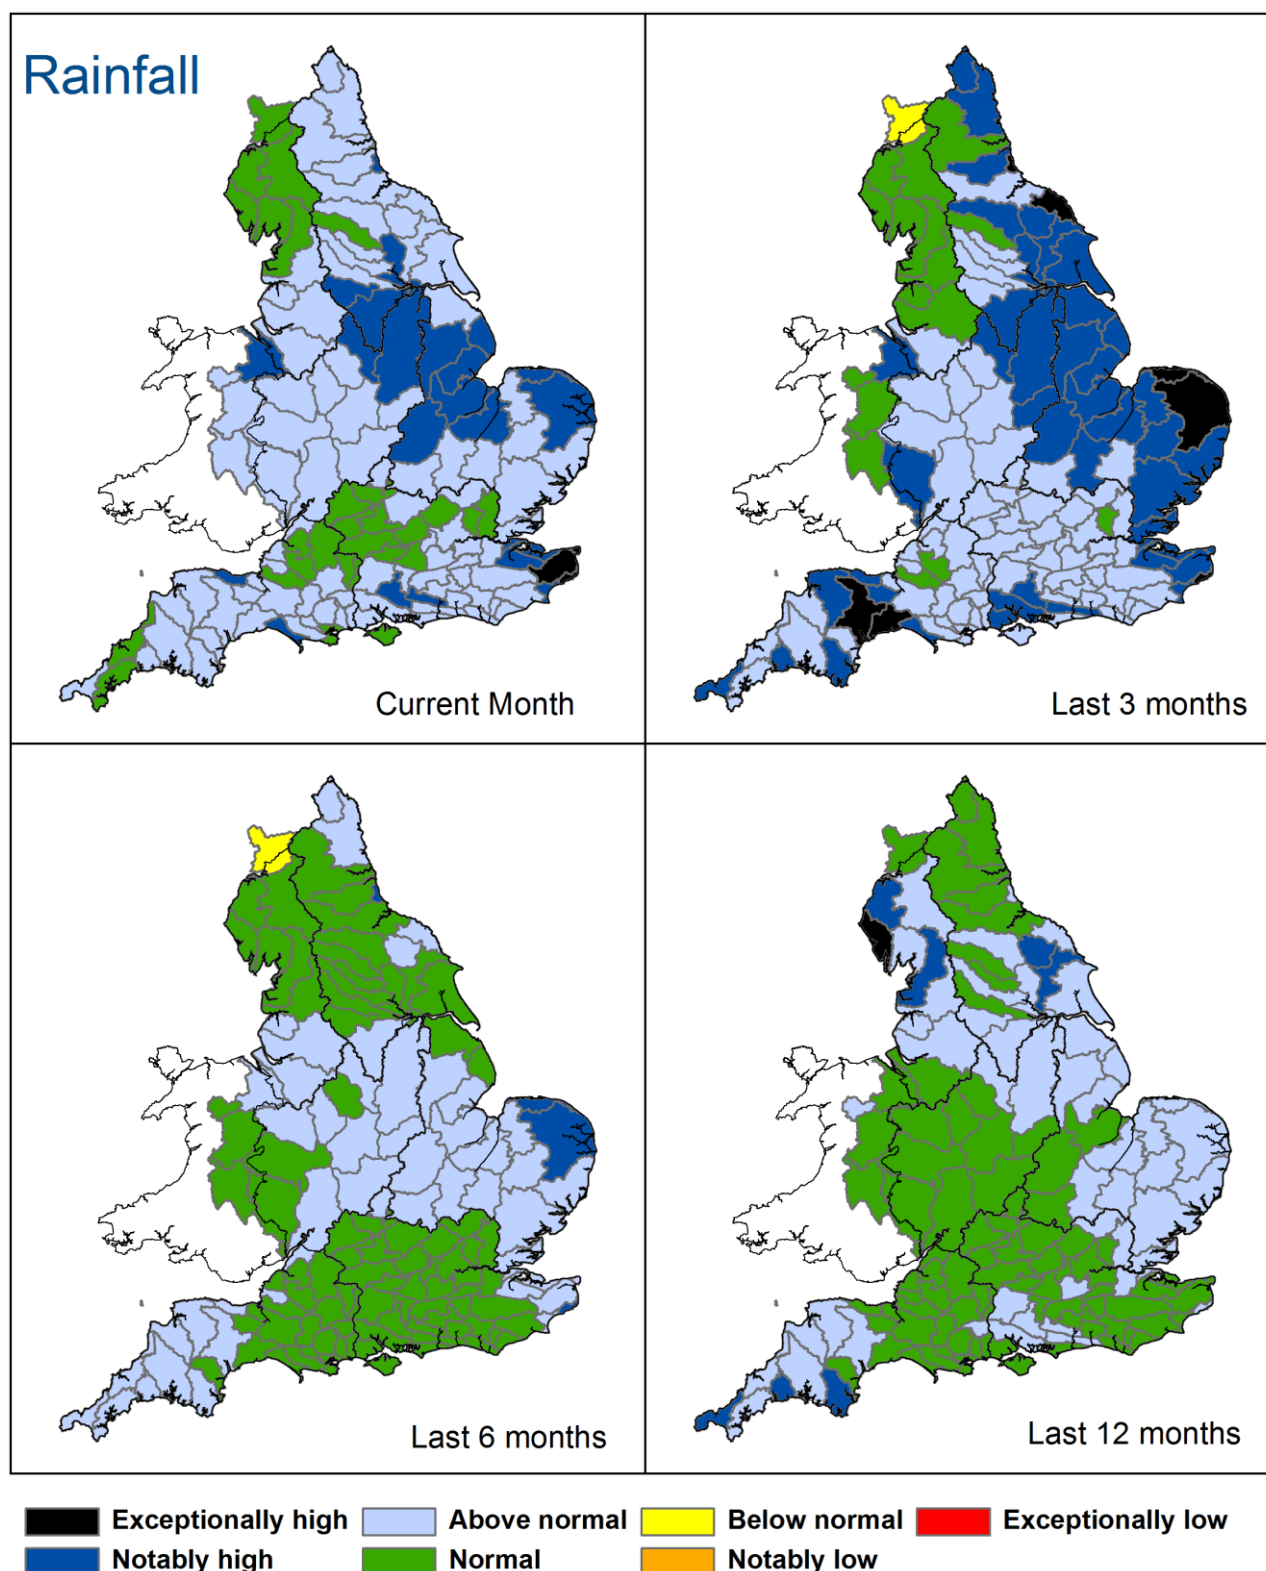 Rainfall
Current Month
Last 3 months
Last 6 months
Last 12 months
Exceptionally high Above normal Below normal Exceptionally low
Notably high Normal Notably low